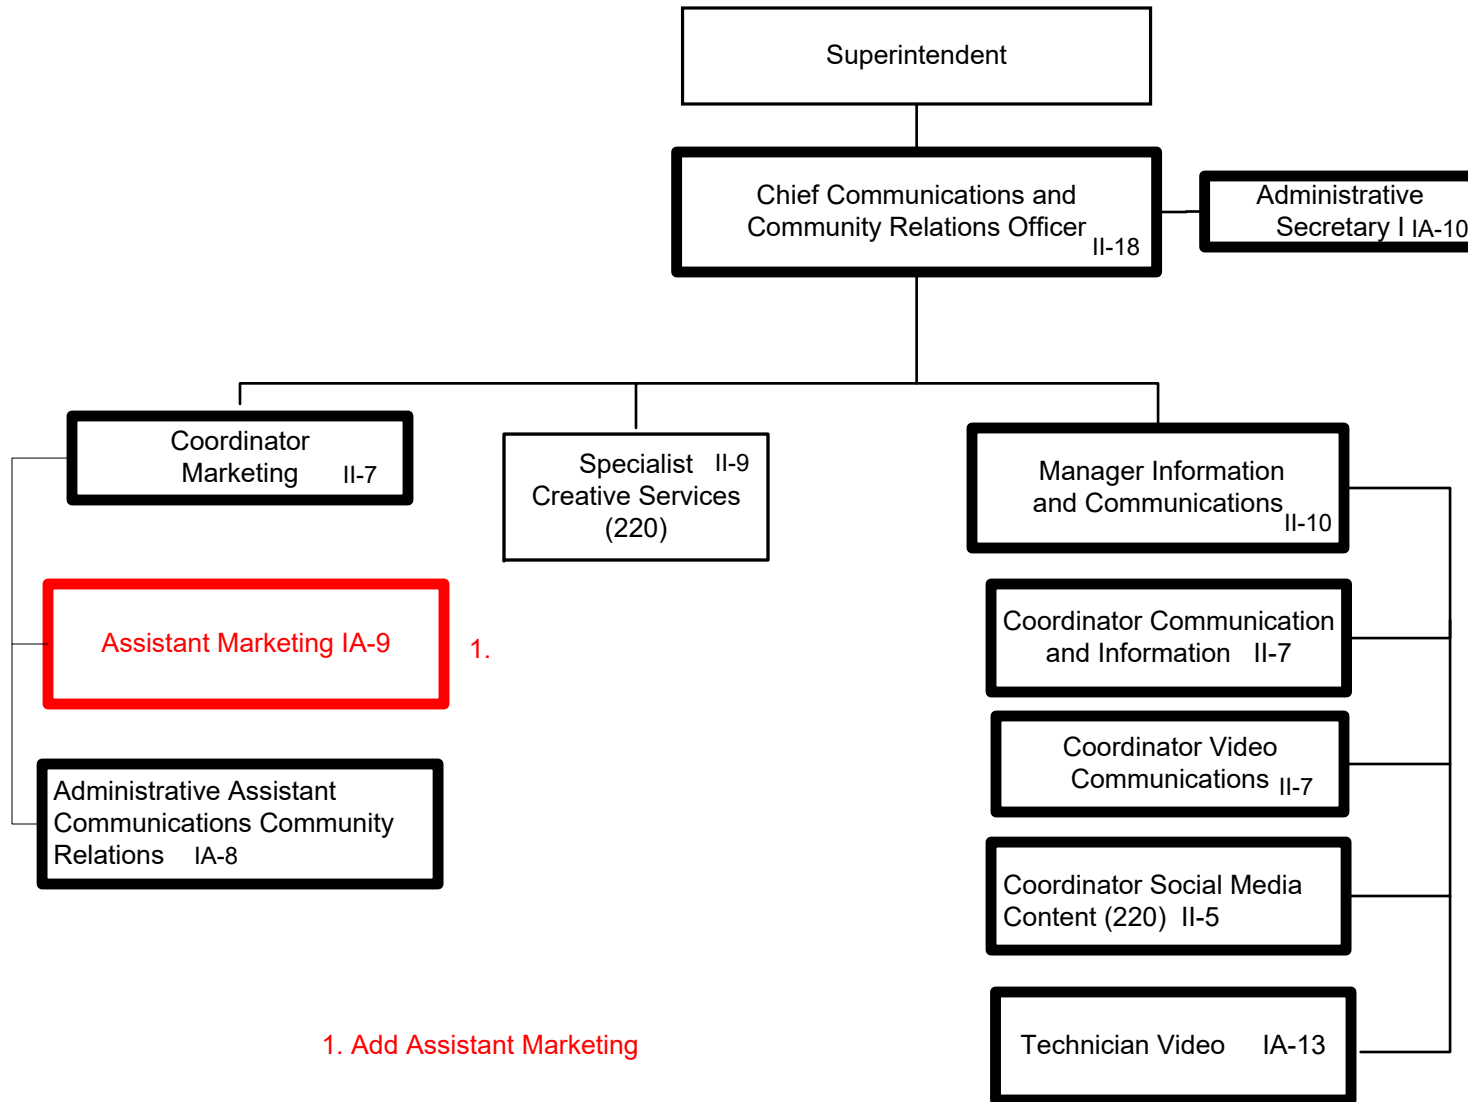 Superintendent
Chief Communications and
Community Relations Officer
II-18
Administrative
Secretary I IA-10
Coordinator
Marketing II-7
Specialist II-9
Creative Services
(220)
Manager Information
and Communications
II-10
Assistant Marketing IA-9
1.
Coordinator Communication
and Information II-7
Coordinator Video
Communications II-7
Administrative Assistant
Communications Community
Relations IA-8
Coordinator Social Media
Content (220) II-5
Technician Video IA-13
1. Add Assistant Marketing